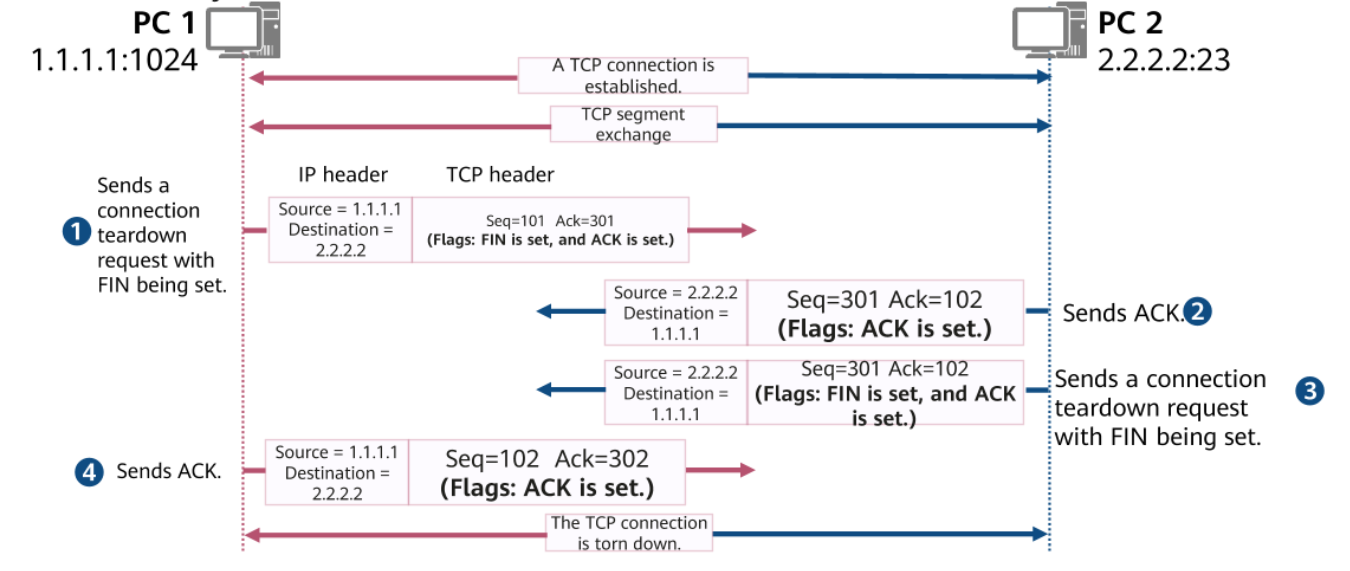 PC 1
1.1.1.1:1024
PC 2
2.2.2.2:23
A TCP connection is
established.
TCP segment
exchange
IP header
TCP header
1
Sends a
connection
teardown
request with
FIN being set.
Source = 1.1.1.1
Destination =
2.2.2.2
Seq=101 Ack=301
(Flags: FIN is set, and ACK is set.)
Source = 2.2.2.2
Destination =
1.1.1.1
Seq=301 Ack=102
(Flags: ACK is set.)
Sends ACK.
2
Source = 2.2.2.2
Destination =
1.1.1.1
Seq=301 Ack=102
(Flags: FIN is set, and ACK
is set.)
Sends a connection
teardown request
with FIN being set.
3
4
Sends ACK.
Source = 1.1.1.1
Destination =
2.2.2.2
Seq=102 Ack=302
(Flags: ACK is set.)
The TCP connection
is torn down.